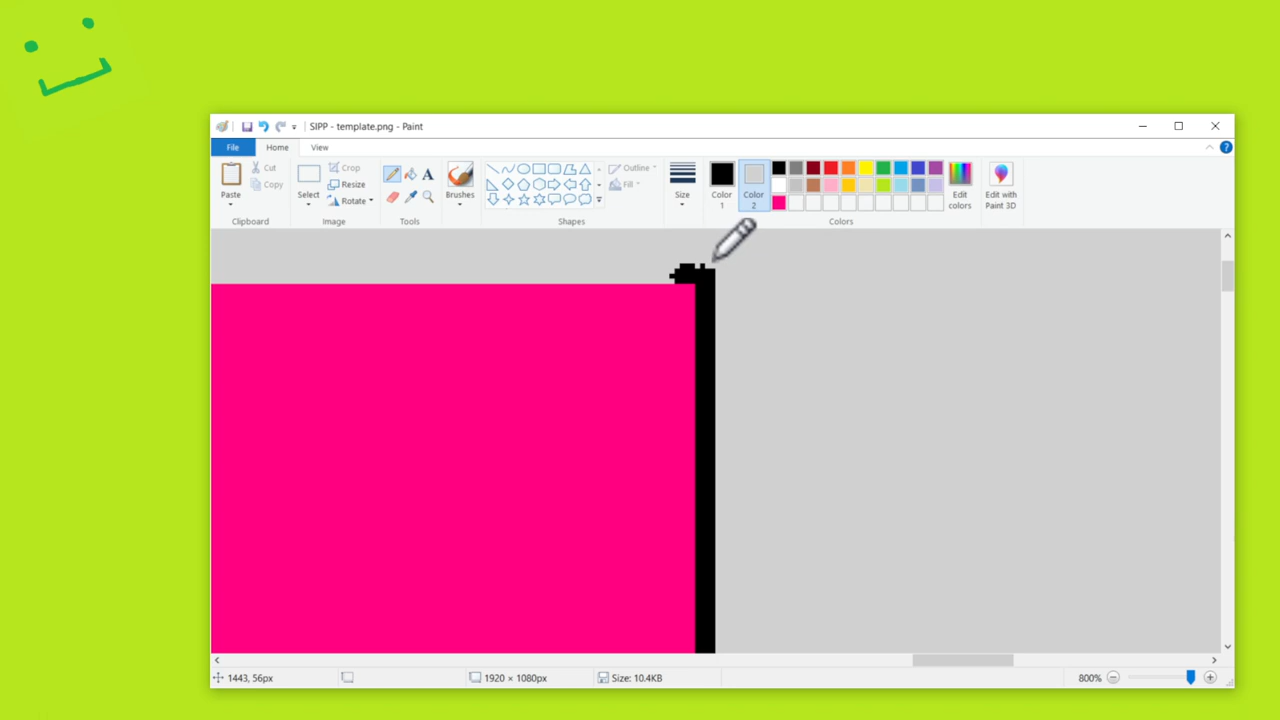 SIPP - template.png - Paint
File Home View
Paste Cut Copy Clipboard
Select Crop Resize Rotate Image
A Tools
Brushes
Outline Fill Shapes
Size
Color 1
Color 2
Edit colors
Colors
Edit with Paint 3D
1443, 56px 1920 × 1080px Size: 10.4KB 800%